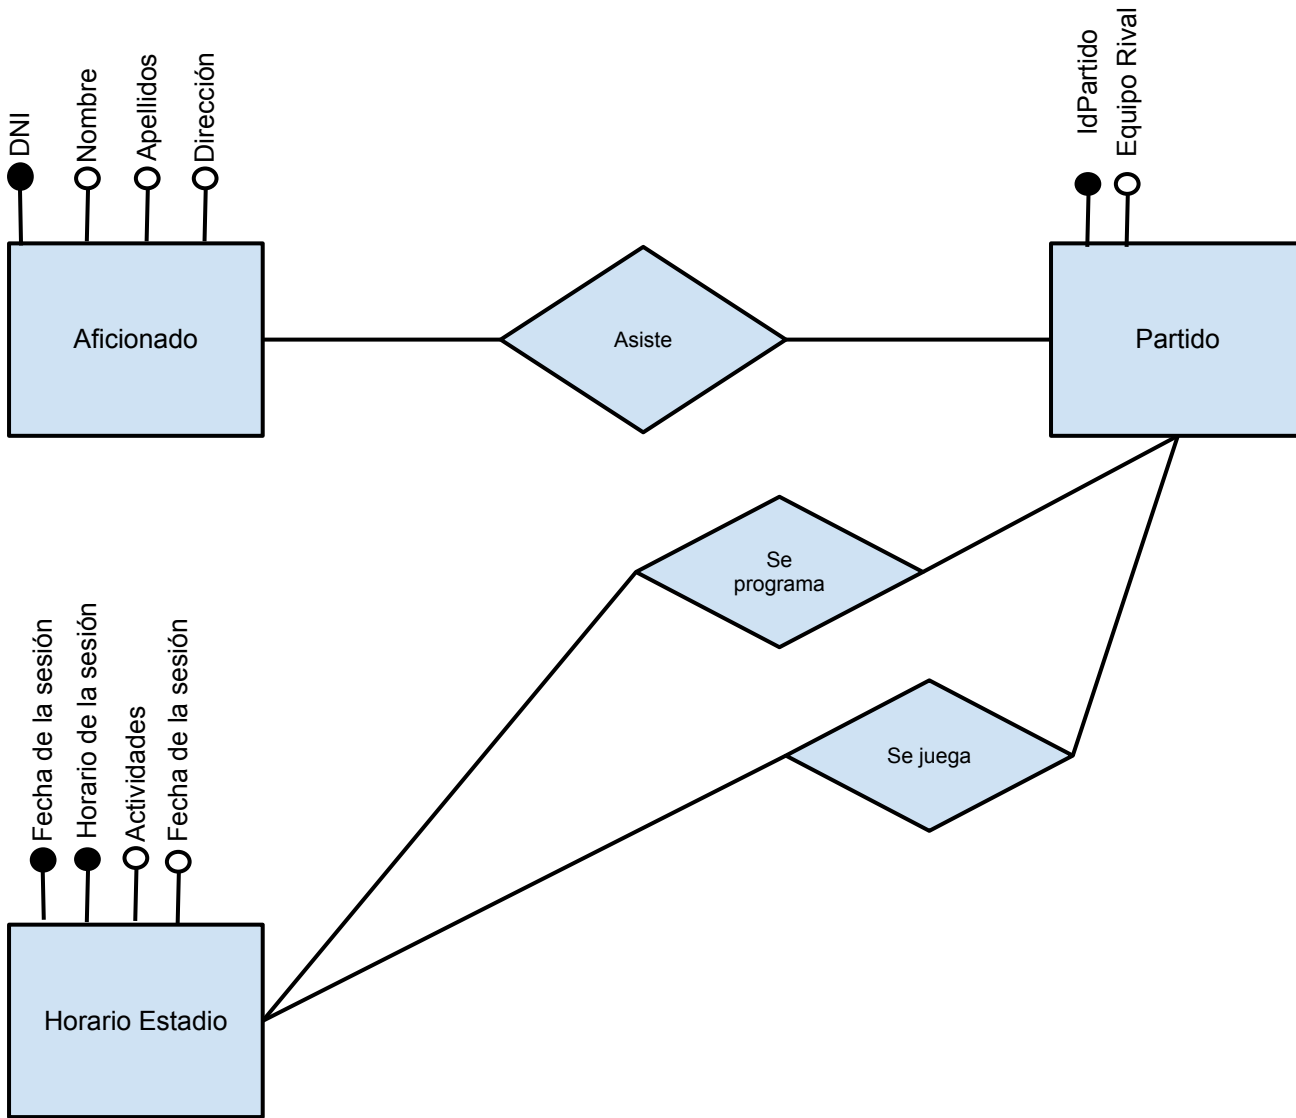 DNI
Nombre
Apellidos
Dirección
IdPartido
Equipo Rival
Aficionado
Asiste
Partido
Se
programa
Se juega
Fecha de la sesión
Horario de la sesión
Actividades
Fecha de la sesión
Horario Estadio